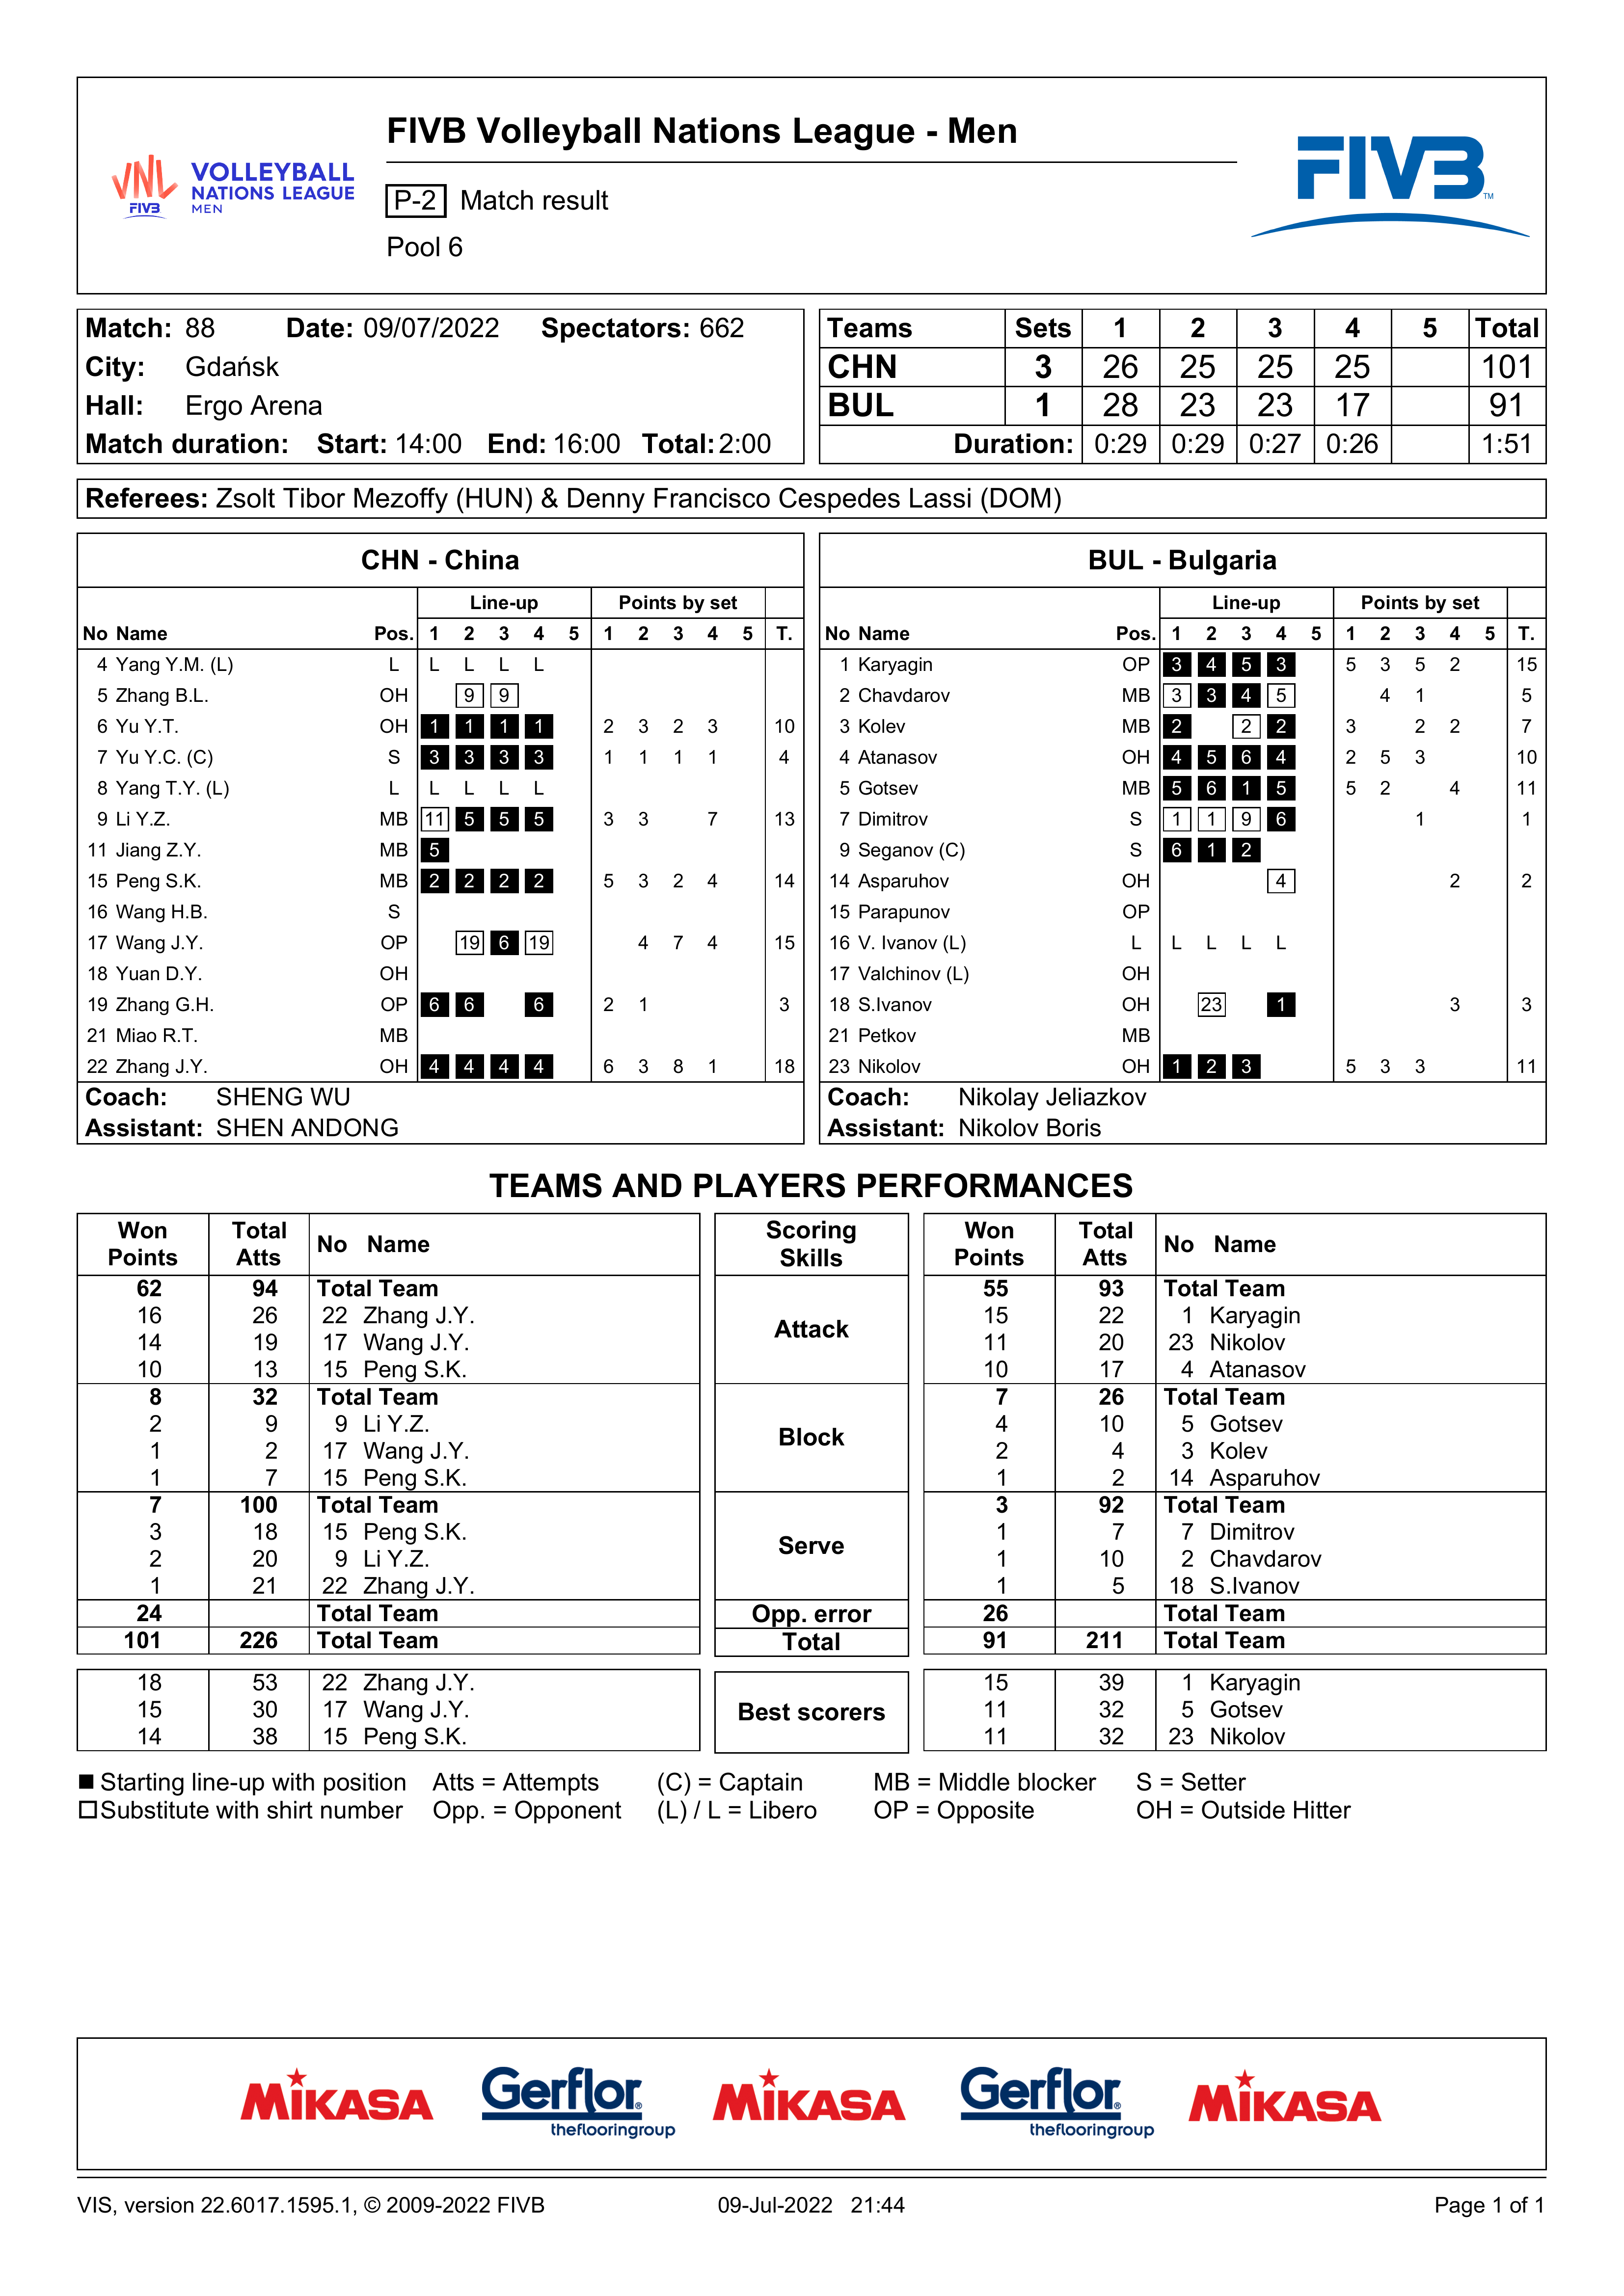 FIVB Volleyball Nations League - Men
VNL FIVB VOLLEYBALL NATIONS LEAGUE MEN
P-2 Match result
Pool 6
FIVB TM
Match: 88 Date: 09/07/2022 Spectators: 662
City: Gdańsk
Hall: Ergo Arena
Match duration: Start: 14:00 End: 16:00 Total: 2:00
Teams Sets 1 2 3 4 5 Total
CHN 3 26 25 25 25 101
BUL 1 28 23 23 17 91
Duration: 0:29 0:29 0:27 0:26 1:51
Referees: Zsolt Tibor Mezoffy (HUN) & Denny Francisco Cespedes Lassi (DOM)
CHN - China
Line-up Points by set
No Name Pos. 1 2 3 4 5 1 2 3 4 5 T.
4 Yang Y.M. (L) L L L L L
5 Zhang B.L. OH 9 9
6 Yu Y.T. OH 1 1 1 1 2 3 2 3 10
7 Yu Y.C. (C) S 3 3 3 3 1 1 1 1 4
8 Yang T.Y. (L) L L L L L
9 Li Y.Z. MB 11 5 5 5 3 3 7 13
11 Jiang Z.Y. MB 5
15 Peng S.K. MB 2 2 2 2 5 3 2 4 14
16 Wang H.B. S
17 Wang J.Y. OP 19 6 19 4 7 4 15
18 Yuan D.Y. OH
19 Zhang G.H. OP 6 6 6 2 1 3
21 Miao R.T. MB
22 Zhang J.Y. OH 4 4 4 4 6 3 8 1 18
Coach: SHENG WU
Assistant: SHEN ANDONG
BUL - Bulgaria
Line-up Points by set
No Name Pos. 1 2 3 4 5 1 2 3 4 5 T.
1 Karyagin OP 3 4 5 3 5 3 5 2 15
2 Chavdarov MB 3 3 4 5 4 1 5
3 Kolev MB 2 2 2 3 2 2 7
4 Atanasov OH 4 5 6 4 2 5 3 10
5 Gotsev MB 5 6 1 5 5 2 4 11
7 Dimitrov S 1 1 9 6 1 1
9 Seganov (C) S 6 1 2
14 Asparuhov OH 4 2 2
15 Parapunov OP
16 V. Ivanov (L) L L L L L
17 Valchinov (L) OH
18 S.Ivanov OH 23 1 3 3
21 Petkov MB
23 Nikolov OH 1 2 3 5 3 3 11
Coach: Nikolay Jeliazkov
Assistant: Nikolov Boris
TEAMS AND PLAYERS PERFORMANCES
Won Points Total Atts No Name Scoring Skills Won Points Total Atts No Name
62 94 Total Team Attack 55 93 Total Team
16 26 22 Zhang J.Y. 15 22 1 Karyagin
14 19 17 Wang J.Y. 11 20 23 Nikolov
10 13 15 Peng S.K. 10 17 4 Atanasov
8 32 Total Team Block 7 26 Total Team
2 9 9 Li Y.Z. 4 10 5 Gotsev
1 2 17 Wang J.Y. 2 4 3 Kolev
1 7 15 Peng S.K. 1 2 14 Asparuhov
7 100 Total Team Serve 3 92 Total Team
3 18 15 Peng S.K. 1 7 7 Dimitrov
2 20 9 Li Y.Z. 1 10 2 Chavdarov
1 21 22 Zhang J.Y. 1 5 18 S.Ivanov
24 Total Team Opp. error 26 Total Team
101 226 Total Team Total 91 211 Total Team
18 53 22 Zhang J.Y. Best scorers 15 39 1 Karyagin
15 30 17 Wang J.Y. 11 32 5 Gotsev
14 38 15 Peng S.K. 11 32 23 Nikolov
Starting line-up with position Atts = Attempts (C) = Captain MB = Middle blocker S = Setter
Substitute with shirt number Opp. = Opponent (L) / L = Libero OP = Opposite OH = Outside Hitter
MIKASA Gerflor® theflooringgroup MIKASA Gerflor® theflooringgroup MIKASA
VIS, version 22.6017.1595.1, © 2009-2022 FIVB 09-Jul-2022 21:44 Page 1 of 1